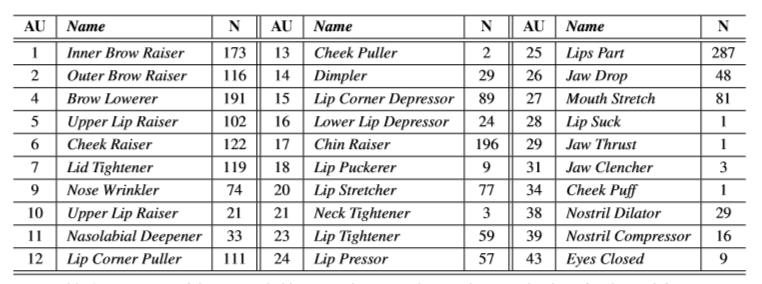 AU Name N AU Name N AU Name N
1 Inner Brow Raiser 173 13 Cheek Puller 2 25 Lips Part 287
2 Outer Brow Raiser 116 14 Dimpler 29 26 Jaw Drop 48
4 Brow Lowerer 191 15 Lip Corner Depressor 89 27 Mouth Stretch 81
5 Upper Lip Raiser 102 16 Lower Lip Depressor 24 28 Lip Suck 1
6 Cheek Raiser 122 17 Chin Raiser 196 29 Jaw Thrust 1
7 Lid Tightener 119 18 Lip Puckerer 9 31 Jaw Clencher 3
9 Nose Wrinkler 74 20 Lip Stretcher 77 34 Cheek Puff 1
10 Upper Lip Raiser 21 21 Neck Tightener 3 38 Nostril Dilator 29
11 Nasolabial Deepener 33 23 Lip Tightener 59 39 Nostril Compressor 16
12 Lip Corner Puller 111 24 Lip Pressor 57 43 Eyes Closed 9